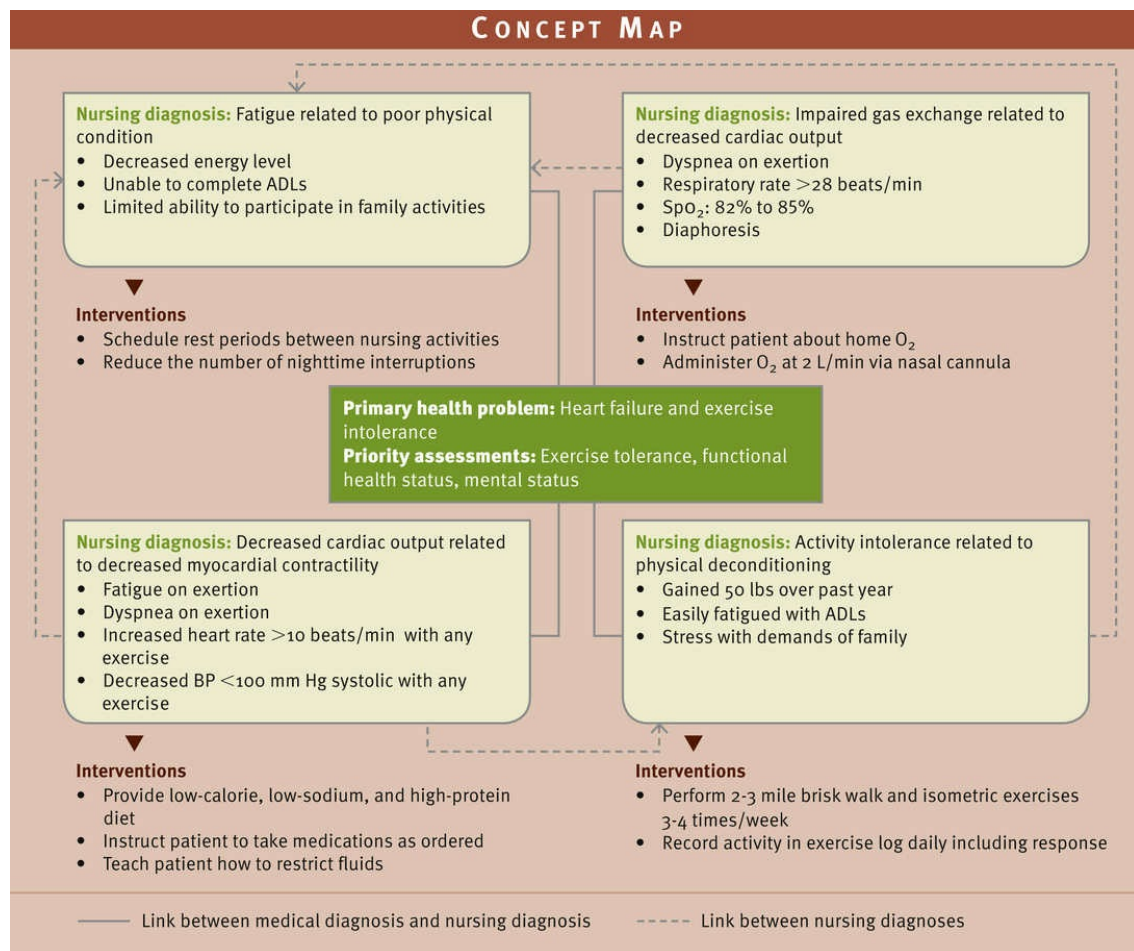 CONCEPT MAP
Nursing diagnosis: Fatigue related to poor physical
condition
• Decreased energy level
• Unable to complete ADLs
• Limited ability to participate in family activities
Interventions
• Schedule rest periods between nursing activities
• Reduce the number of nighttime interruptions
Nursing diagnosis: Impaired gas exchange related to
decreased cardiac output
• Dyspnea on exertion
• Respiratory rate >28 beats/min
• SpO₂: 82% to 85%
• Diaphoresis
Interventions
• Instruct patient about home O₂
• Administer O₂ at 2 L/min via nasal cannula
Primary health problem: Heart failure and exercise
intolerance
Priority assessments: Exercise tolerance, functional
health status, mental status
Nursing diagnosis: Decreased cardiac output related
to decreased myocardial contractility
• Fatigue on exertion
• Dyspnea on exertion
• Increased heart rate >10 beats/min with any
exercise
• Decreased BP <100 mm Hg systolic with any
exercise
Interventions
• Provide low-calorie, low-sodium, and high-protein
diet
• Instruct patient to take medications as ordered
• Teach patient how to restrict fluids
Nursing diagnosis: Activity intolerance related to
physical deconditioning
• Gained 50 lbs over past year
• Easily fatigued with ADLs
• Stress with demands of family
Interventions
• Perform 2-3 mile brisk walk and isometric exercises
3-4 times/week
• Record activity in exercise log daily including response
Link between medical diagnosis and nursing diagnosis
Link between nursing diagnoses